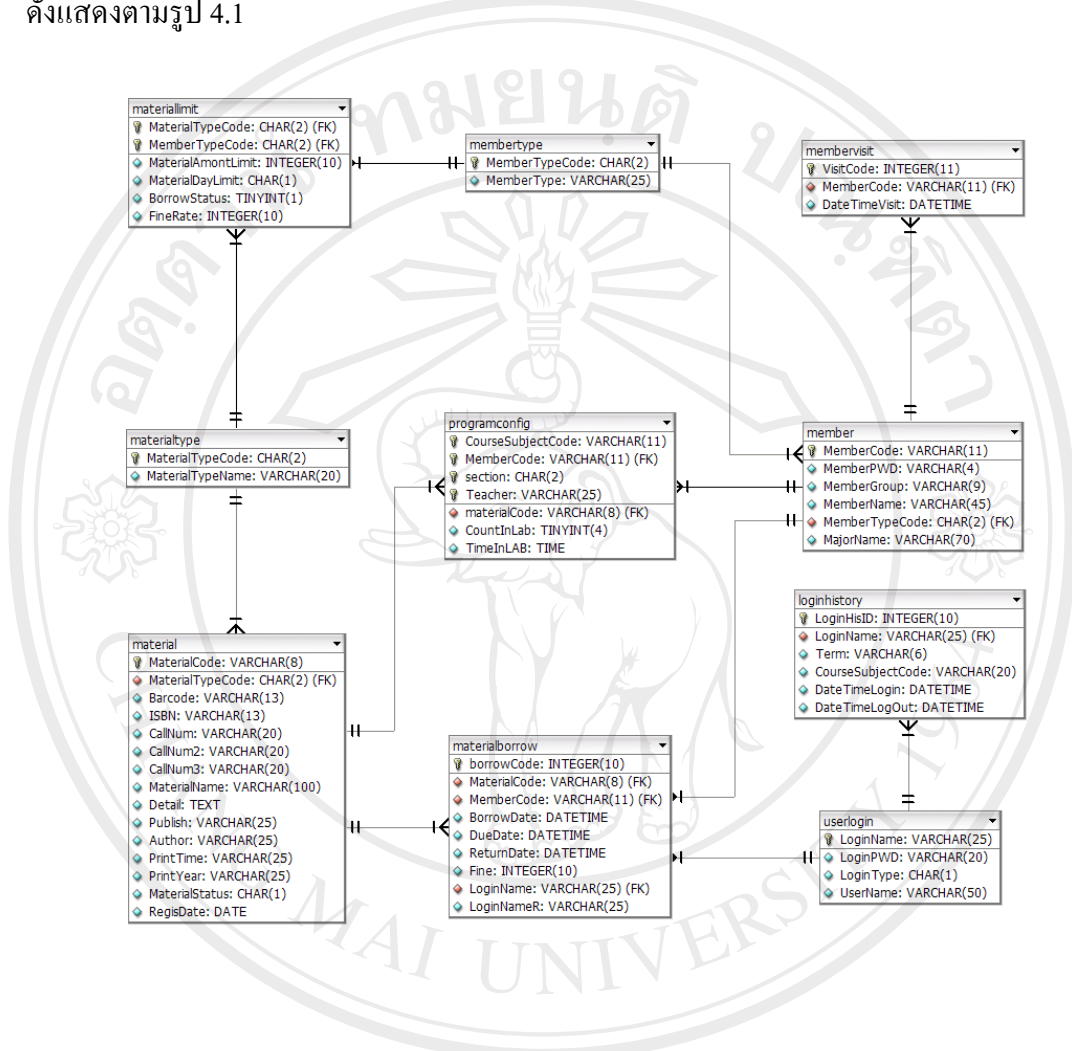 ดังแสดงตามรูป 4.1
materiallimit
MaterialTypeCode: CHAR(2) (FK)
MemberTypeCode: CHAR(2) (FK)
MaterialAmontLimit: INTEGER(10)
MaterialDayLimit: CHAR(1)
BorrowStatus: TINYINT(1)
FineRate: INTEGER(10)
membertype
MemberTypeCode: CHAR(2)
MemberType: VARCHAR(25)
membervisit
VisitCode: INTEGER(11)
MemberCode: VARCHAR(11) (FK)
DateTimeVisit: DATETIME
materialtype
MaterialTypeCode: CHAR(2)
MaterialTypeName: VARCHAR(20)
programconfig
CourseSubjectCode: VARCHAR(11)
MemberCode: VARCHAR(11) (FK)
section: CHAR(2)
Teacher: VARCHAR(25)
materialCode: VARCHAR(8) (FK)
CountInLab: TINYINT(4)
TimeInLAB: TIME
member
MemberCode: VARCHAR(11)
MemberPWD: VARCHAR(4)
MemberGroup: VARCHAR(9)
MemberName: VARCHAR(45)
MemberTypeCode: CHAR(2) (FK)
MajorName: VARCHAR(70)
loginhistory
LoginHisID: INTEGER(10)
LoginName: VARCHAR(25) (FK)
Term: VARCHAR(6)
CourseSubjectCode: VARCHAR(20)
DateTimeLogin: DATETIME
DateTimeLogOut: DATETIME
material
MaterialCode: VARCHAR(8)
MaterialTypeCode: CHAR(2) (FK)
Barcode: VARCHAR(13)
ISBN: VARCHAR(13)
CallNum: VARCHAR(20)
CallNum2: VARCHAR(20)
CallNum3: VARCHAR(20)
MaterialName: VARCHAR(100)
Detail: TEXT
Publish: VARCHAR(25)
Author: VARCHAR(25)
PrintTime: VARCHAR(25)
PrintYear: VARCHAR(25)
MaterialStatus: CHAR(1)
RegisDate: DATE
materialborrow
borrowCode: INTEGER(10)
MaterialCode: VARCHAR(8) (FK)
MemberCode: VARCHAR(11) (FK)
BorrowDate: DATETIME
DueDate: DATETIME
ReturnDate: DATETIME
Fine: INTEGER(10)
LoginName: VARCHAR(25) (FK)
LoginNameR: VARCHAR(25)
userlogin
LoginName: VARCHAR(25)
LoginPWD: VARCHAR(20)
LoginType: CHAR(1)
UserName: VARCHAR(50)
MAI UNIVERSITY 1964